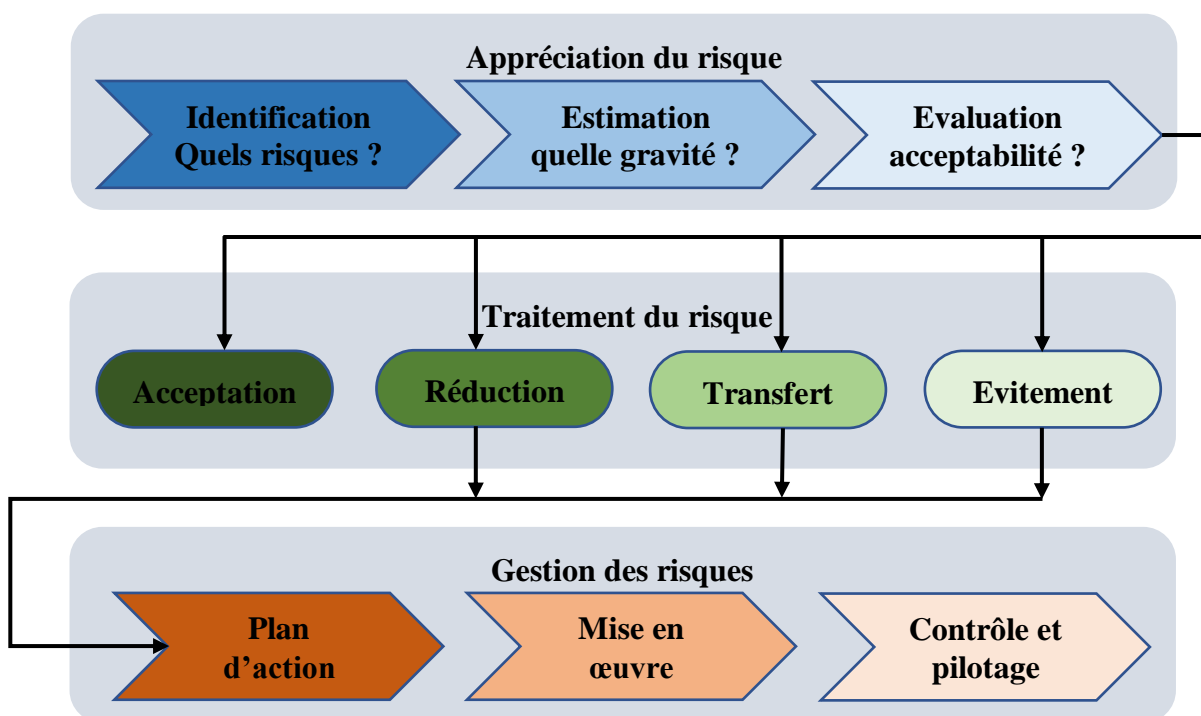 Appréciation du risque
Identification
Quels risques ?
Estimation
quelle gravité ?
Evaluation
acceptabilité ?
Traitement du risque
Acceptation
Réduction
Transfert
Evitement
Gestion des risques
Plan
d’action
Mise en
œuvre
Contrôle et
pilotage